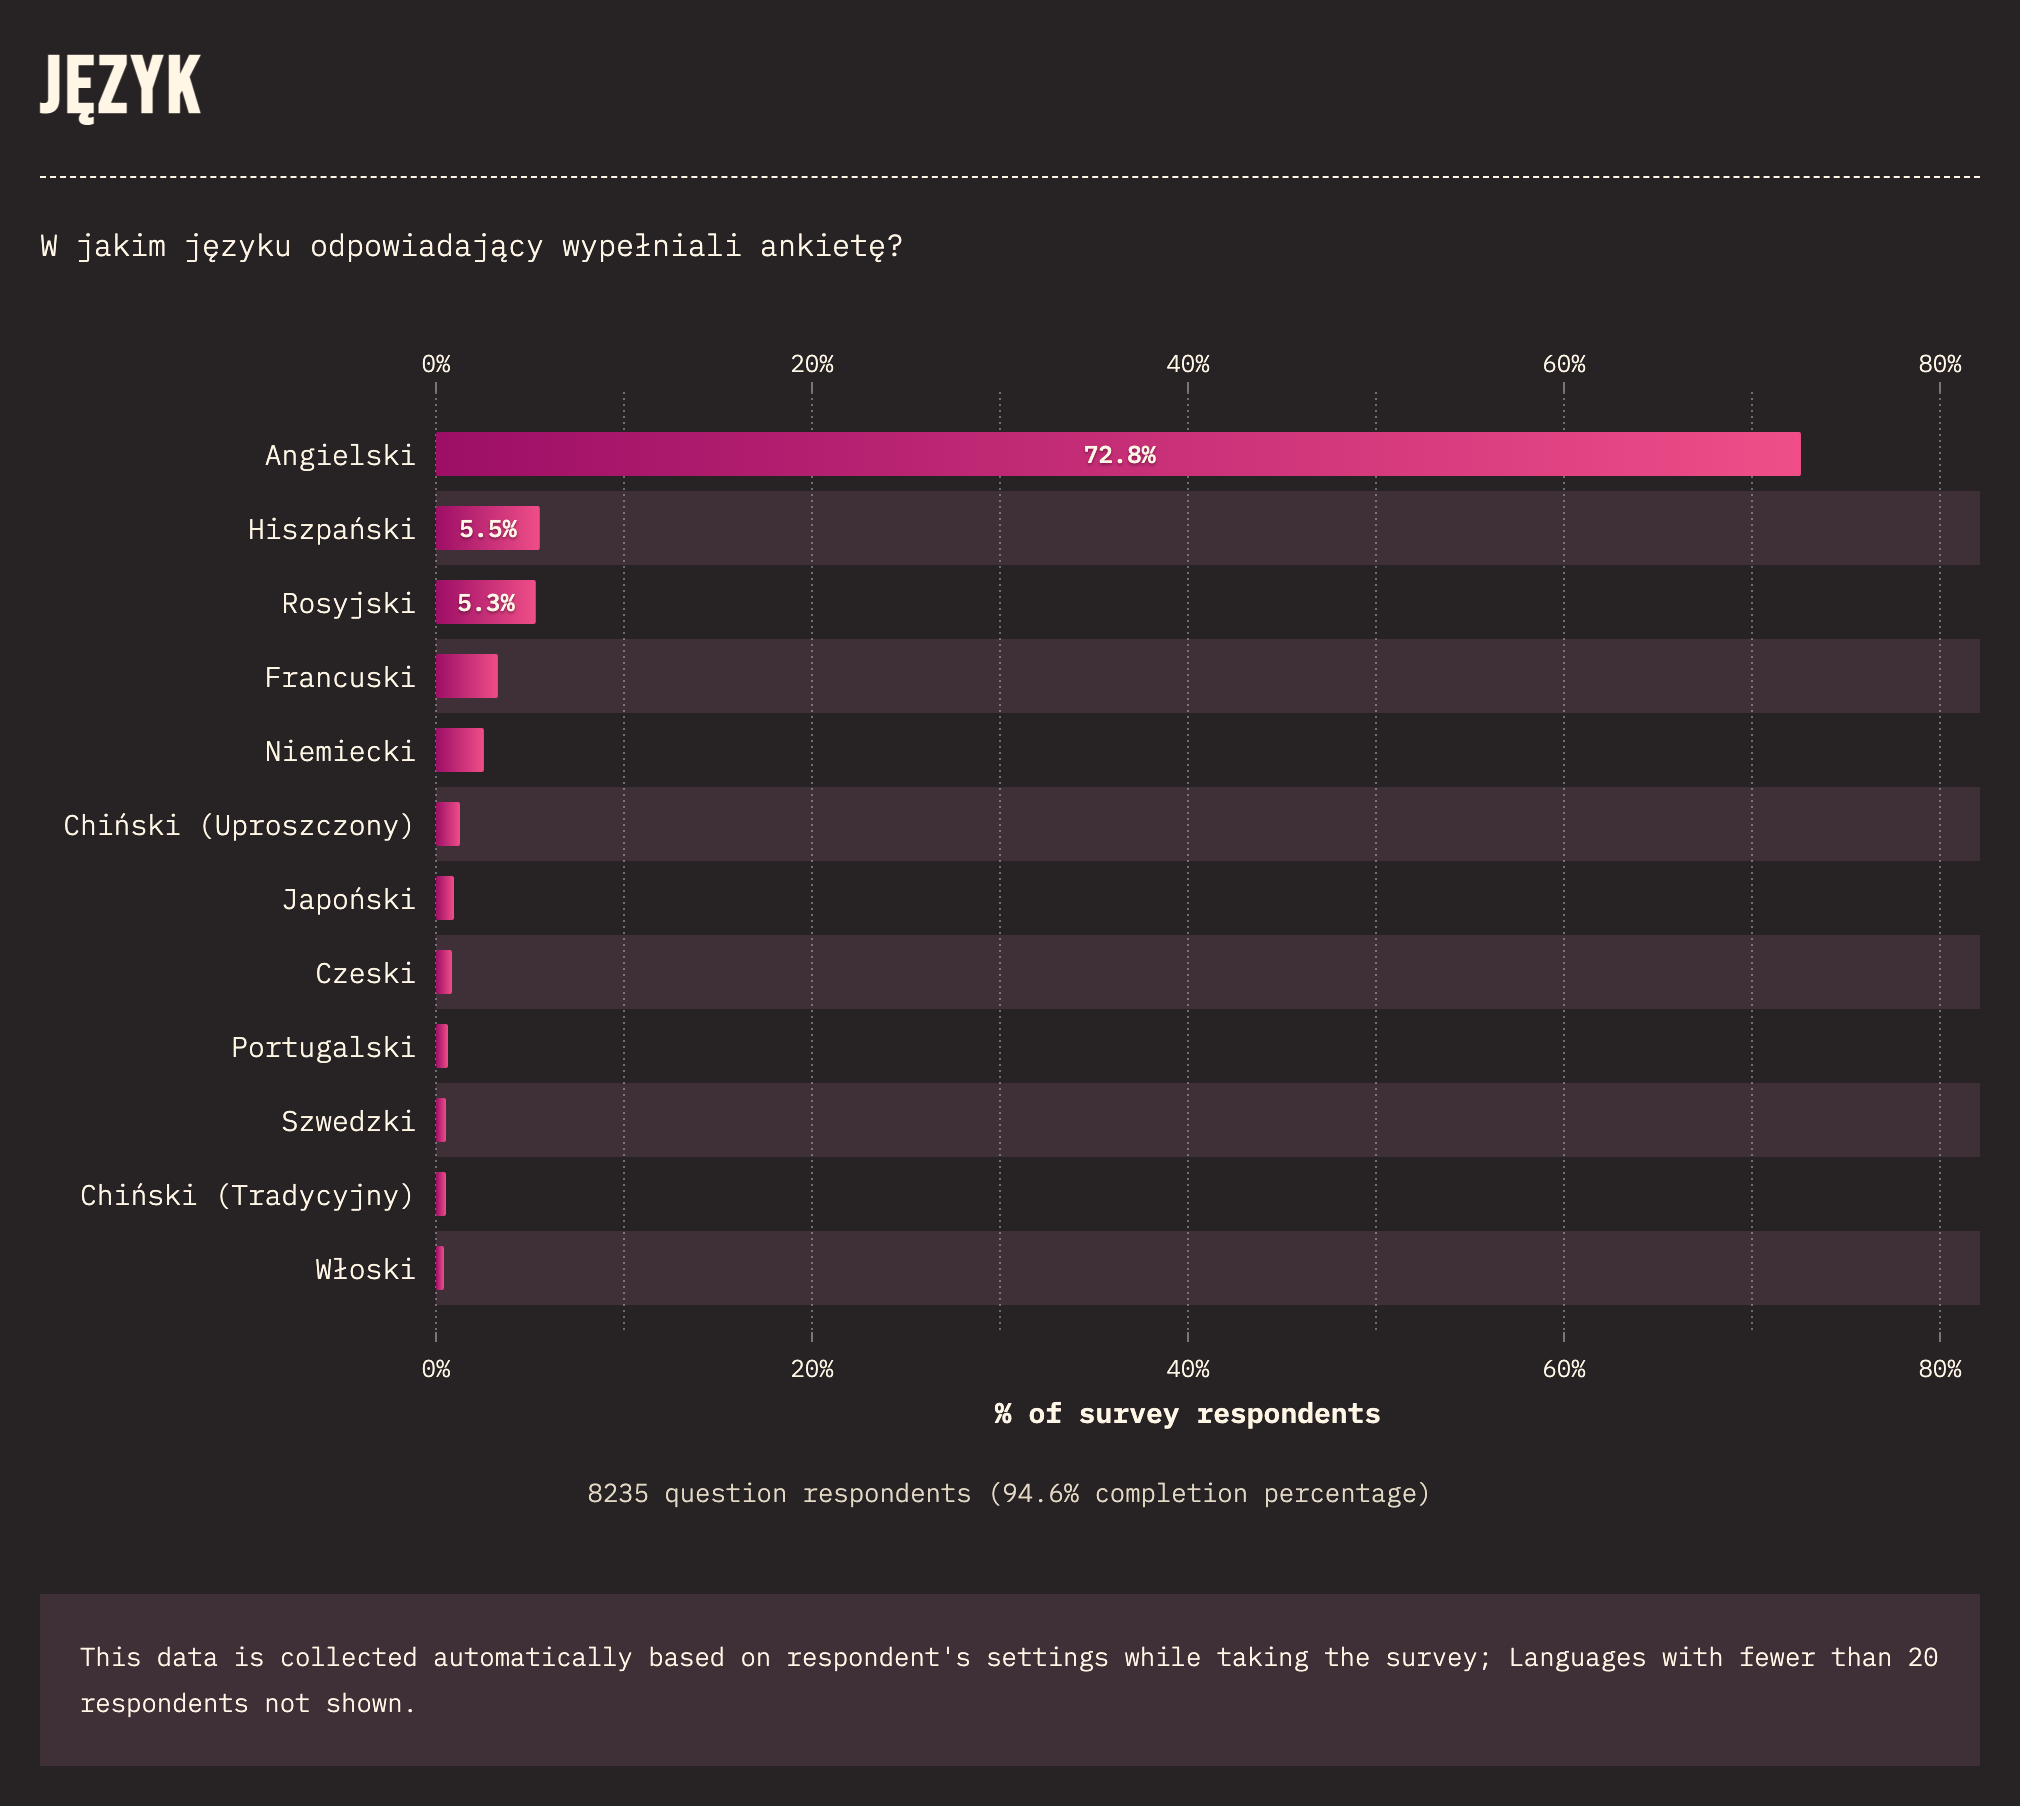 JĘZYK
W jakim języku odpowiadający wypełniali ankietę?
0% 20% 40% 60% 80%
Angielski 72.8%
Hiszpański 5.5%
Rosyjski 5.3%
Francuski
Niemiecki
Chiński (Uproszczony)
Japoński
Czeski
Portugalski
Szwedzki
Chiński (Tradycyjny)
Włoski
0% 20% 40% 60% 80%
% of survey respondents
8235 question respondents (94.6% completion percentage)
This data is collected automatically based on respondent's settings while taking the survey; Languages with fewer than 20
respondents not shown.